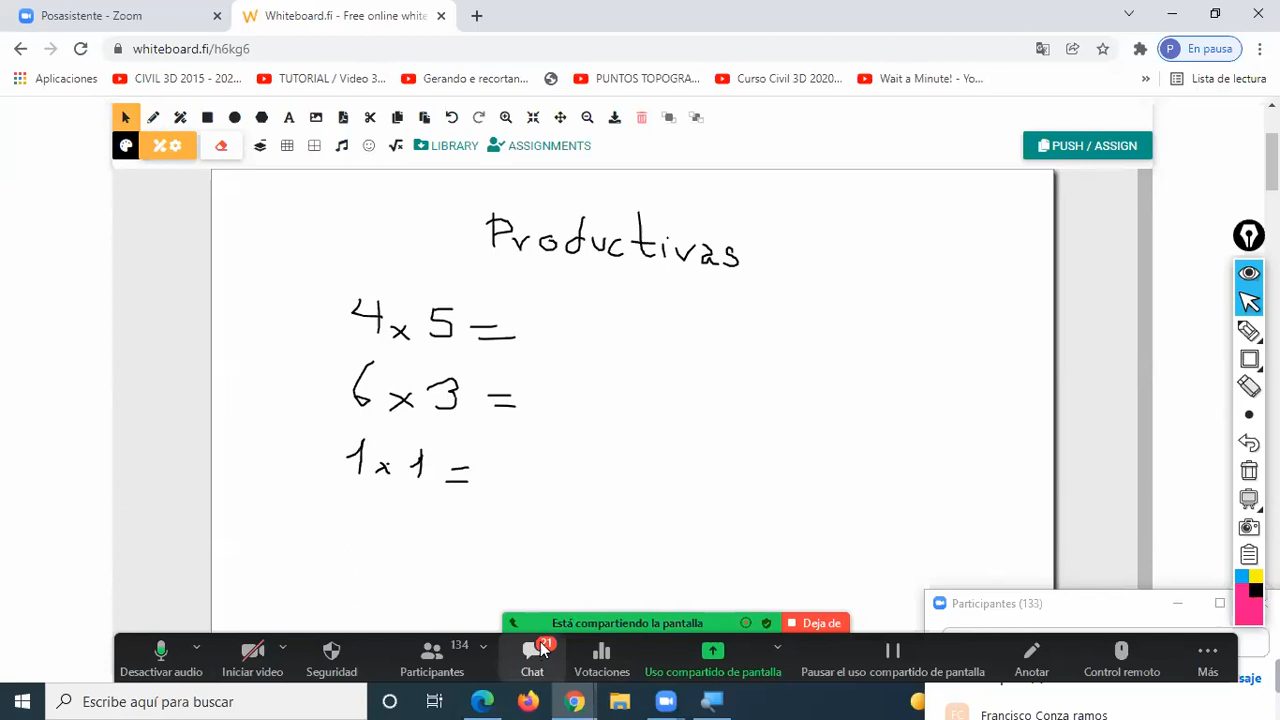 Posasistente - Zoom
Whiteboard.fi - Free online white
whiteboard.fi/h6kg6
P En pausa
Aplicaciones
CIVIL 3D 2015 - 202...
TUTORIAL / Video 3...
Gerando e recortan...
PUNTOS TOPOGRA...
Curso Civil 3D 2020...
Wait a Minute! - Yo...
»
Lista de lectura
LIBRARY
ASSIGNMENTS
PUSH / ASSIGN
Productivas
4 x 5 =
6 x 3 =
1 x 1 =
Participantes (133)
Está compartiendo la pantalla
Deja de
134
Desactivar audio
Iniciar video
Seguridad
Participantes
Chat
Votaciones
Uso compartido de pantalla
Pausar el uso compartido de pantalla
Anotar
Control remoto
Más
saje
Escribe aquí para buscar
FC Francisco Conza ramos